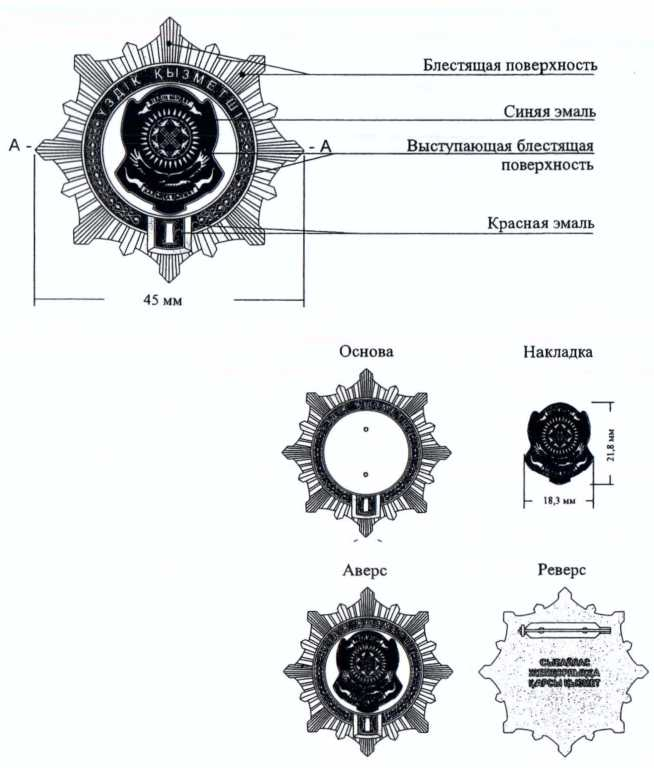 Блестящая поверхность
ҮЗДІК ҚЫЗМЕТШІ
Синяя эмаль
А - - А
Выступающая блестящая
поверхность
Красная эмаль
45 мм
Основа
Накладка
21,8 мм
18,3 мм
Аверс
Реверс
СЫБАЙЛАС
ЖЕМҚОРЛЫҚҚА
ҚАРСЫ ҚЫЗМЕТ